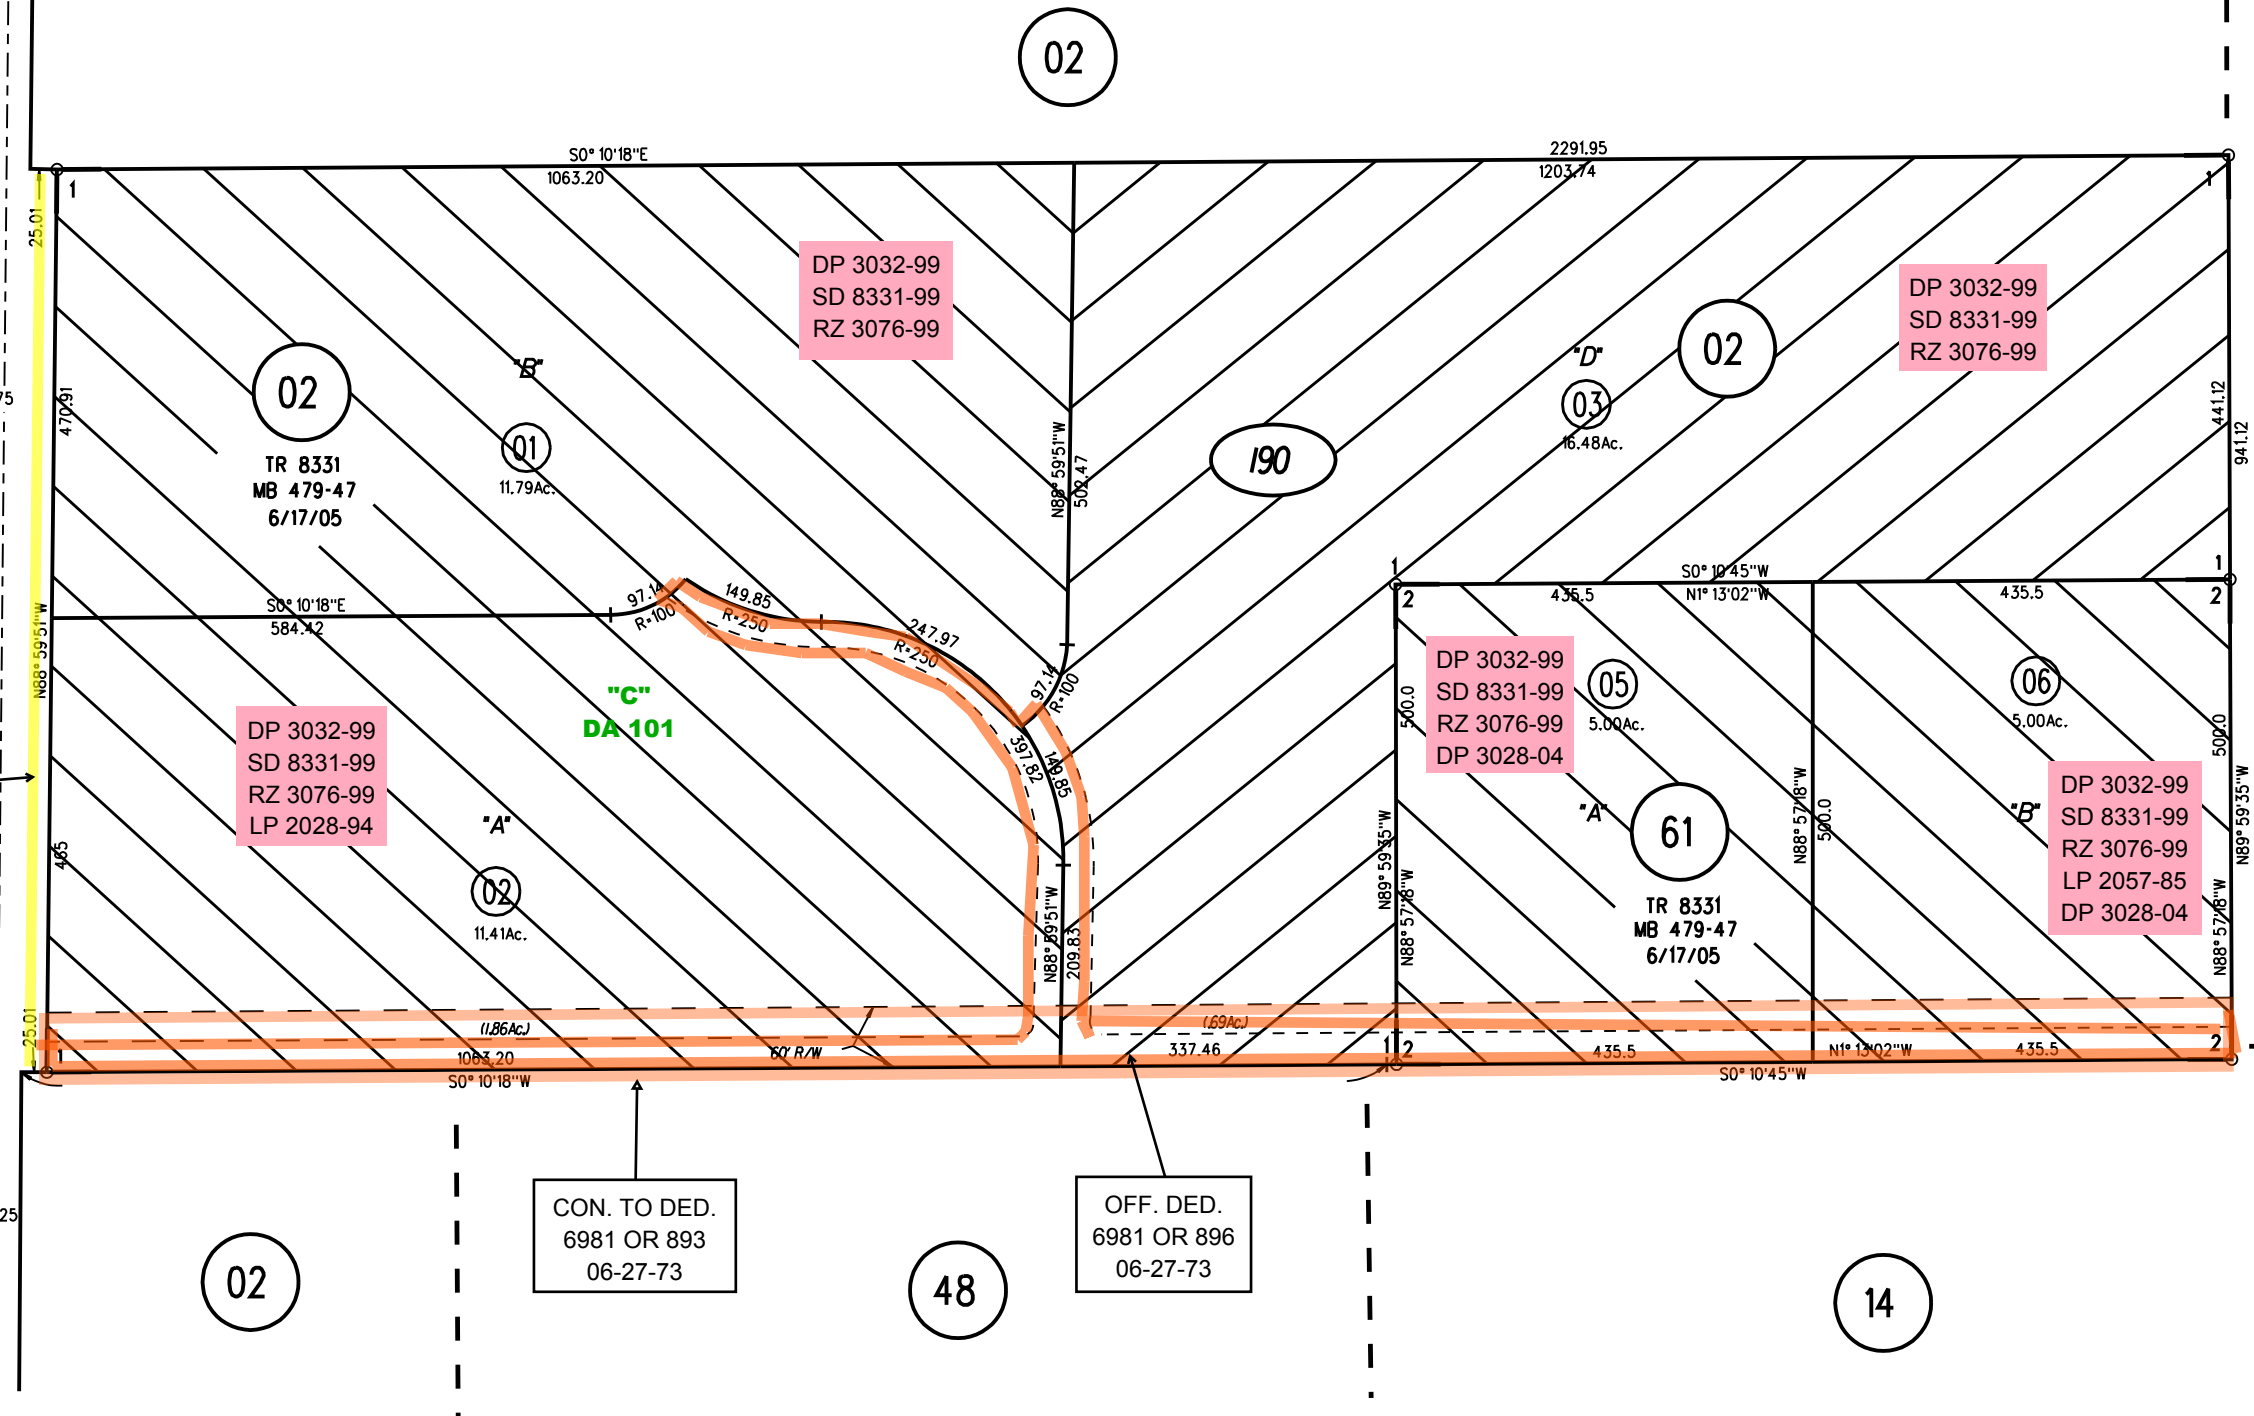 02
S0° 10'18"E
1063.20
2291.95
1203.74
1
1
25.01
DP 3032-99
SD 8331-99
RZ 3076-99
DP 3032-99
SD 8331-99
RZ 3076-99
02
"B"
01
11.79Ac.
TR 8331
MB 479-47
6/17/05
470.91
75
N88° 59'51"W
502.47
190
"D"
03
16.48Ac.
02
441.12
941.12
S0° 10'18"E
584.42
97.14
R=100
149.85
R=250
247.97
R=250
97.14
R=100
397.82
149.85
N88° 59'51"W
"C"
DA 101
DP 3032-99
SD 8331-99
RZ 3076-99
LP 2028-94
"A"
02
11.41Ac.
465
N88° 59'51"W
209.83
1
2
S0° 10'45"W
N1° 13'02"W
435.5
435.5
1
2
DP 3032-99
SD 8331-99
RZ 3076-99
DP 3028-04
05
5.00Ac.
06
5.00Ac.
500.0
500.0
"A"
61
TR 8331
MB 479-47
6/17/05
N88° 57'18"W
500.0
"B"
DP 3032-99
SD 8331-99
RZ 3076-99
LP 2057-85
DP 3028-04
N89° 59'35"W
N88° 57'18"W
N89° 59'35"W
N88° 57'18"W
25.01
1
(1.86Ac.)
1063.20
S0° 10'18"W
60' R/W
(.69Ac.)
337.46
1
2
435.5
N1° 13'02"W
435.5
2
S0° 10'45"W
25
02
CON. TO DED.
6981 OR 893
06-27-73
48
OFF. DED.
6981 OR 896
06-27-73
14